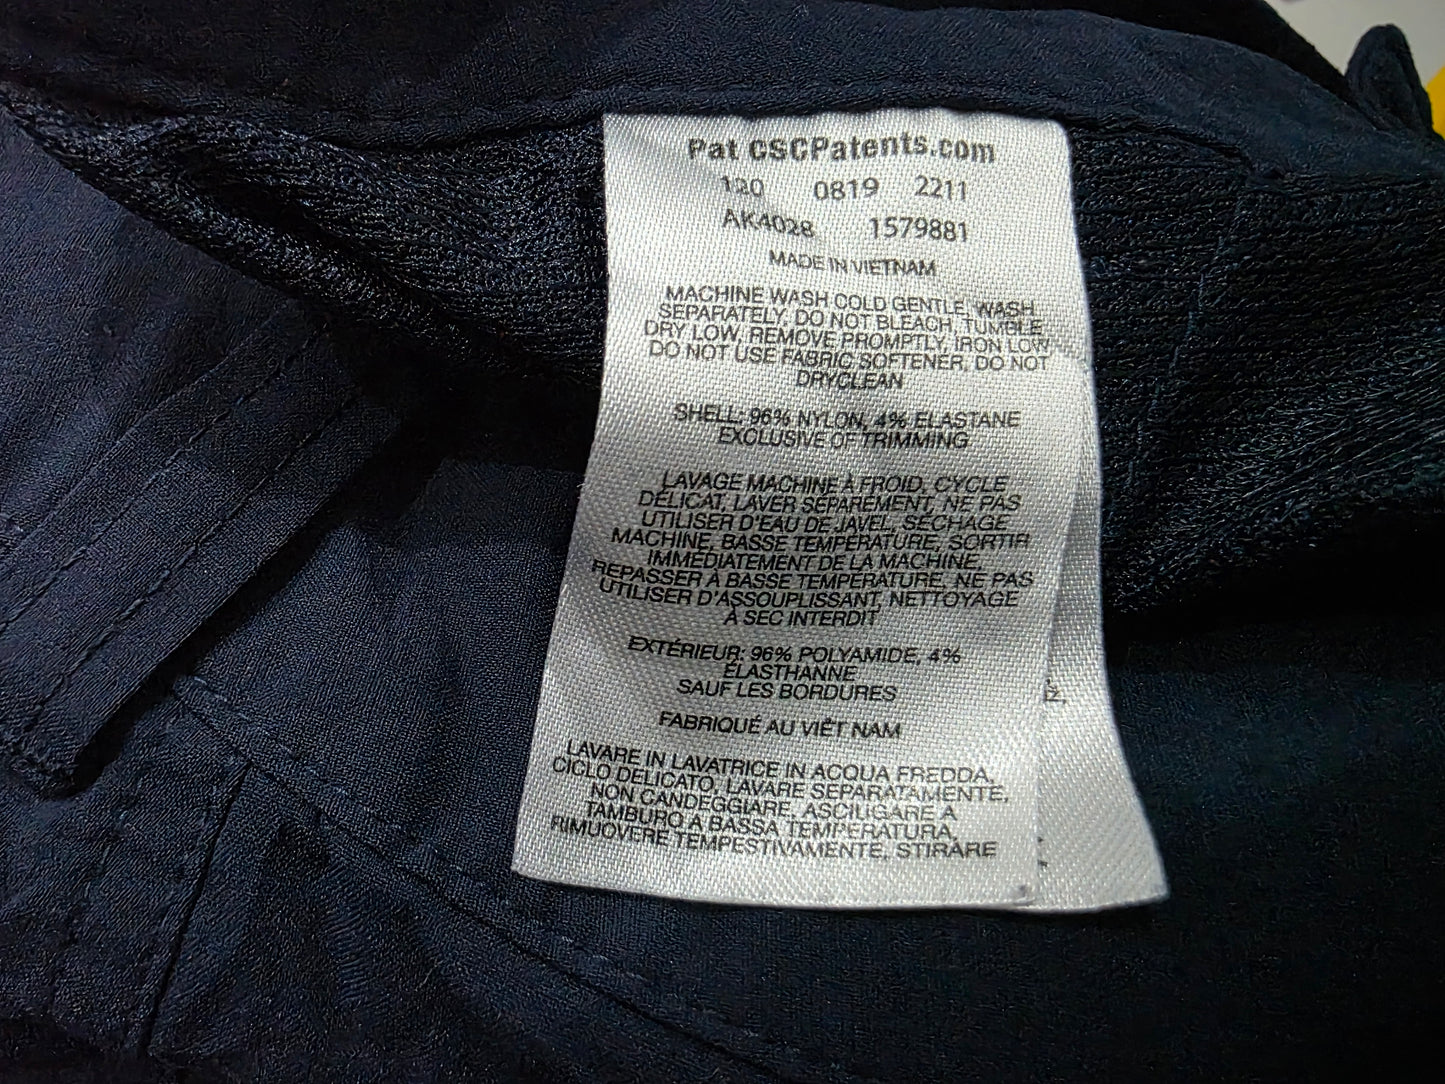 Pat CSCPatents.com
120 0819 2211
AK4028 1579881
MADE IN VIETNAM
MACHINE WASH COLD GENTLE, WASH
SEPARATELY, DO NOT BLEACH, TUMBLE
DRY LOW, REMOVE PROMPTLY, IRON LOW
DO NOT USE FABRIC SOFTENER, DO NOT
DRYCLEAN
SHELL: 96% NYLON, 4% ELASTANE
EXCLUSIVE OF TRIMMING
LAVAGE MACHINE À FROID, CYCLE
DÉLICAT, LAVER SÉPARÉMENT, NE PAS
UTILISER D'EAU DE JAVEL, SÉCHAGE
MACHINE, BASSE TEMPÉRATURE, SORTIR
IMMÉDIATEMENT DE LA MACHINE,
REPASSER À BASSE TEMPÉRATURE, NE PAS
UTILISER D'ASSOUPLISSANT, NETTOYAGE
À SEC INTERDIT
EXTÉRIEUR: 96% POLYAMIDE, 4%
ÉLASTHANNE
SAUF LES BORDURES
FABRIQUÉ AU VIÊT NAM
LAVARE IN LAVATRICE IN ACQUA FREDDA,
CICLO DELICATO, LAVARE SEPARATAMENTE,
NON CANDEGGIARE, ASCIUGARE A
TAMBURO A BASSA TEMPERATURA,
RIMUOVERE TEMPESTIVAMENTE, STIRARE